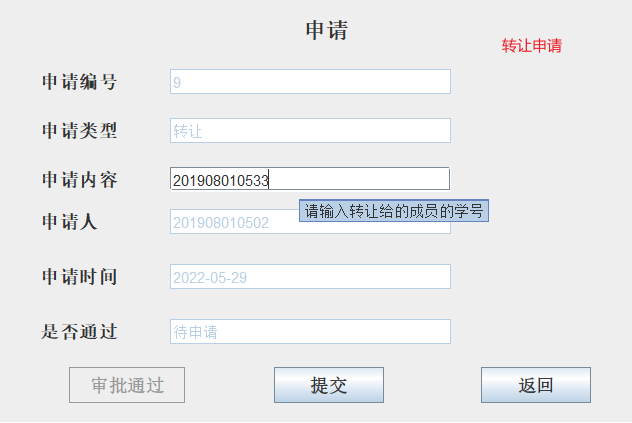 申请
转让申请
申请编号 9
申请类型 转让
申请内容 201908010533
请输入转让给的成员的学号
申请人 201908010502
申请时间 2022-05-29
是否通过 待申请
审批通过 提交 返回